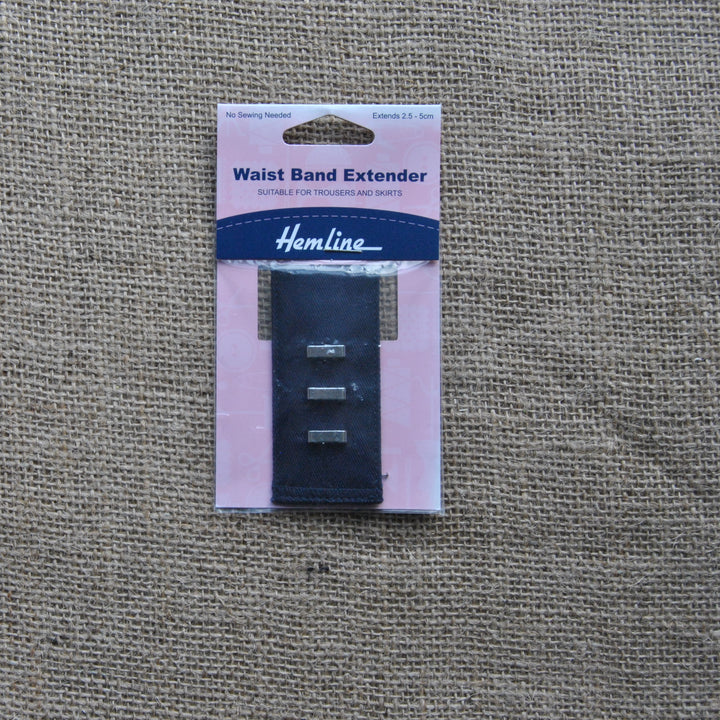 No Sewing Needed
Extends 2.5 - 5cm
Waist Band Extender
SUITABLE FOR TROUSERS AND SKIRTS
Hemline